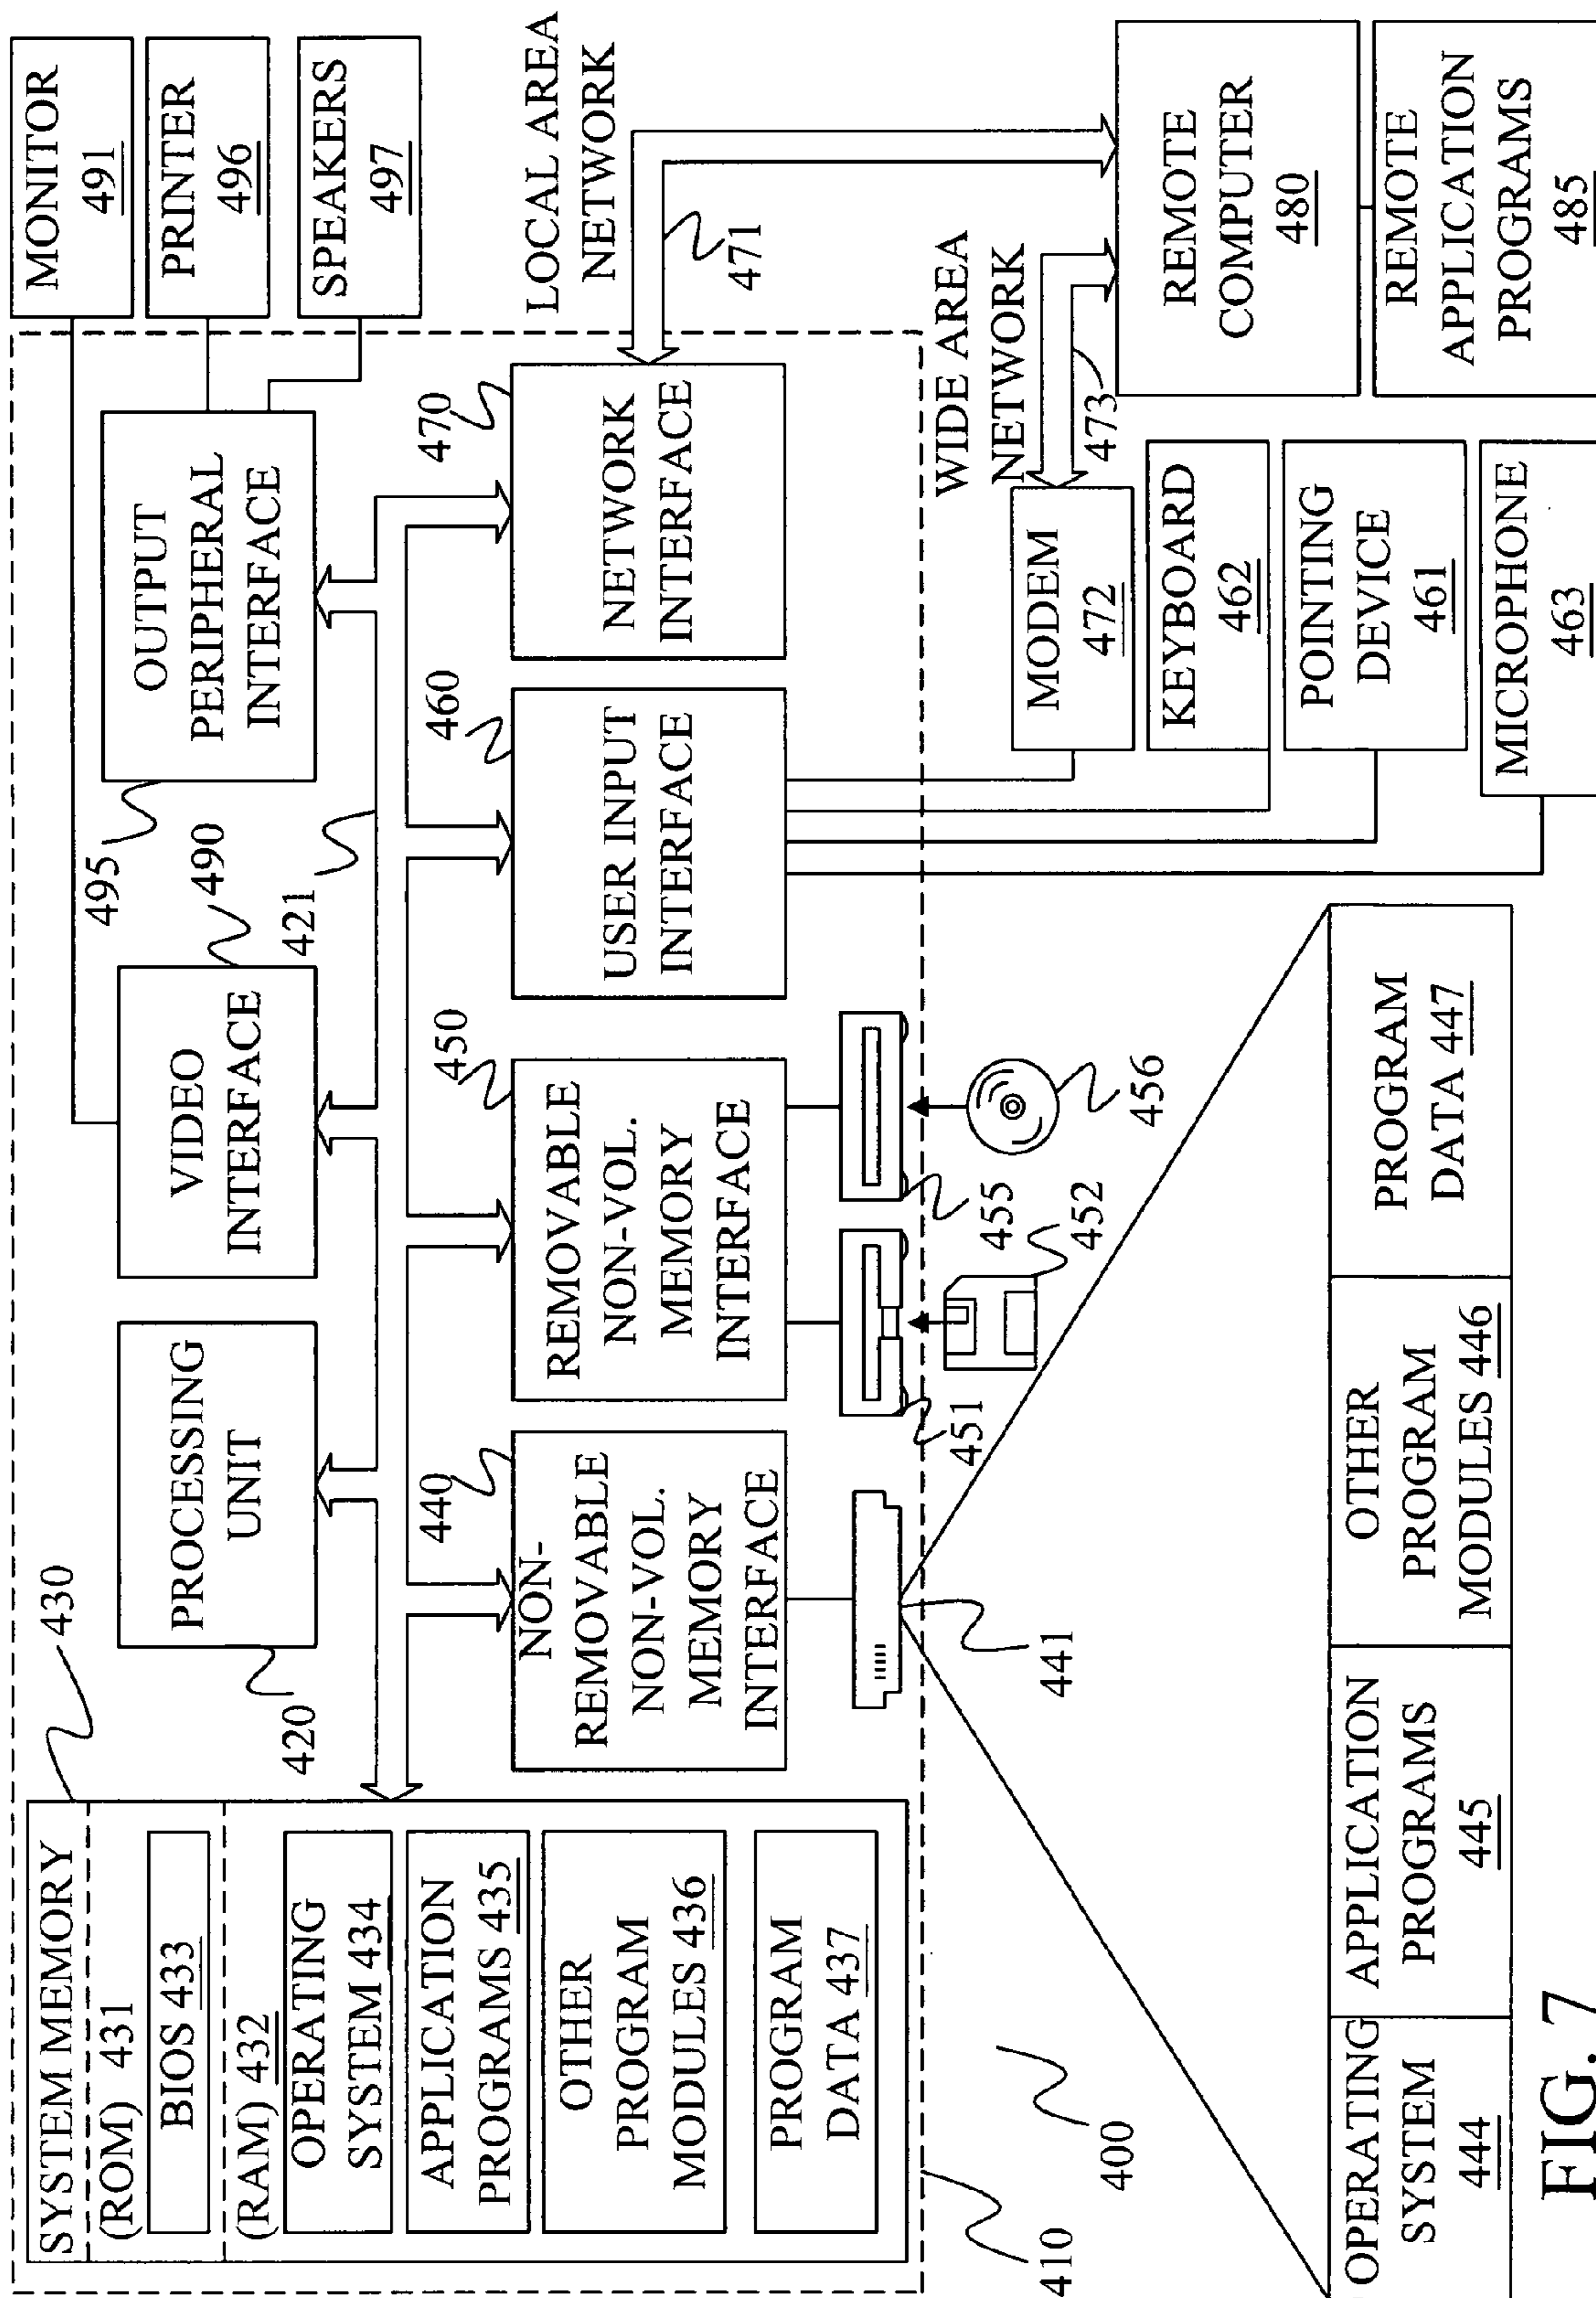 SYSTEM MEMORY
(ROM) 431
BIOS 433
(RAM) 432
OPERATING
SYSTEM 434
APPLICATION
PROGRAMS 435
OTHER
PROGRAM
MODULES 436
PROGRAM
DATA 437
430
PROCESSING
UNIT
420
VIDEO
INTERFACE
490
OUTPUT
PERIPHERAL
INTERFACE
495
421
MONITOR
491
PRINTER
496
SPEAKERS
497
NON-
REMOVABLE
NON-VOL.
MEMORY
INTERFACE
440
REMOVABLE
NON-VOL.
MEMORY
INTERFACE
450
USER INPUT
INTERFACE
460
NETWORK
INTERFACE
470
LOCAL AREA
NETWORK
471
441
451
452
455
456
WIDE AREA
NETWORK
473
MODEM
472
KEYBOARD
462
POINTING
DEVICE
461
MICROPHONE
463
REMOTE
COMPUTER
480
REMOTE
APPLICATION
PROGRAMS
485
410
400
OPERATING
SYSTEM
444
APPLICATION
PROGRAMS
445
OTHER
PROGRAM
MODULES 446
PROGRAM
DATA 447
FIG. 7